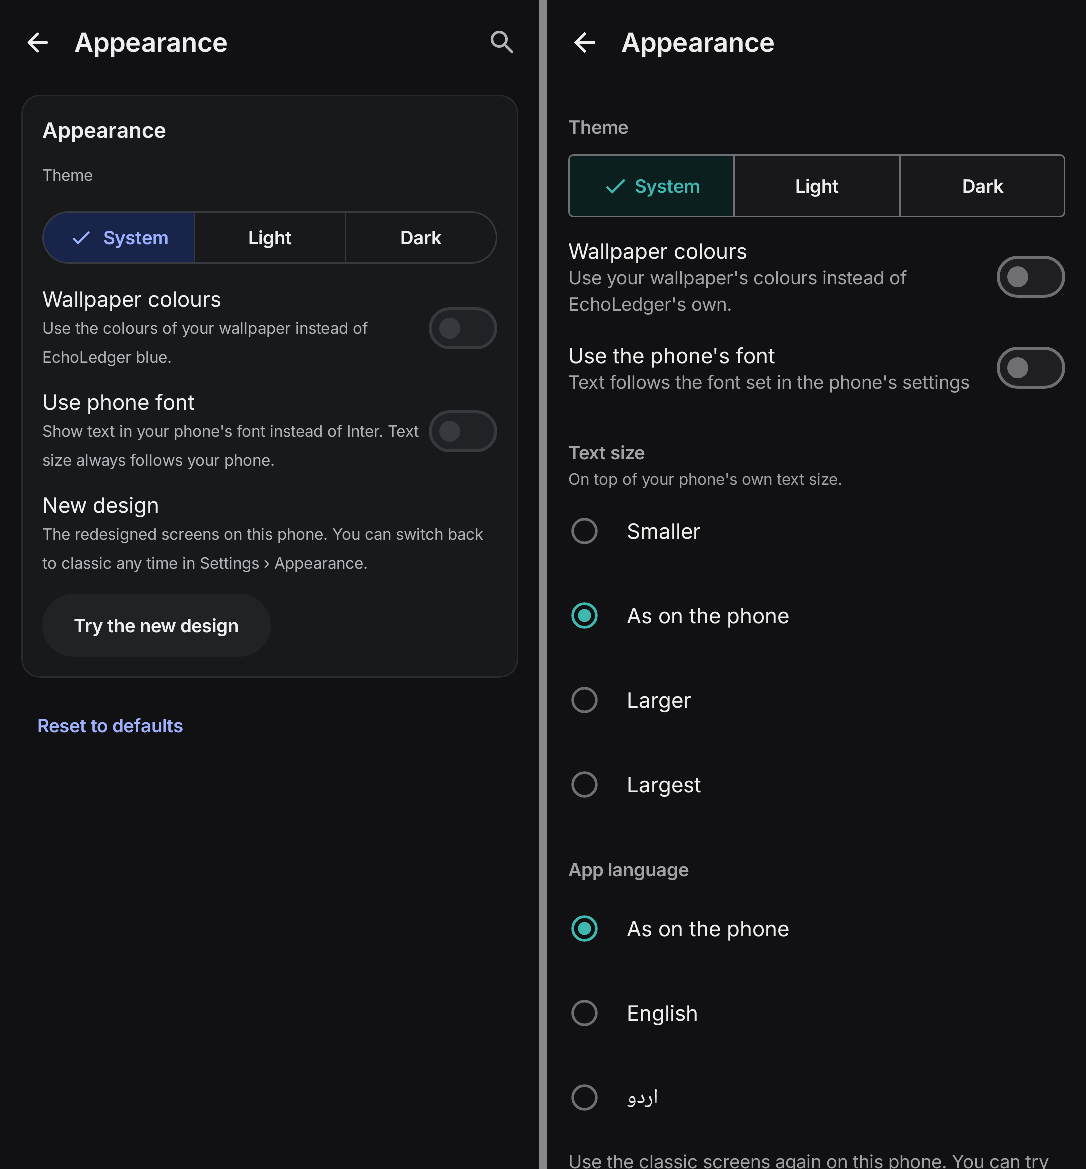 Appearance
Appearance
Theme
System
Light
Dark
Wallpaper colours
Use the colours of your wallpaper instead of
EchoLedger blue.
Use phone font
Show text in your phone's font instead of Inter. Text
size always follows your phone.
New design
The redesigned screens on this phone. You can switch back
to classic any time in Settings › Appearance.
Try the new design
Reset to defaults
Appearance
Theme
System
Light
Dark
Wallpaper colours
Use your wallpaper's colours instead of
EchoLedger's own.
Use the phone's font
Text follows the font set in the phone's settings
Text size
On top of your phone's own text size.
Smaller
As on the phone
Larger
Largest
App language
As on the phone
English
اردو
Use the classic screens again on this phone. You can try